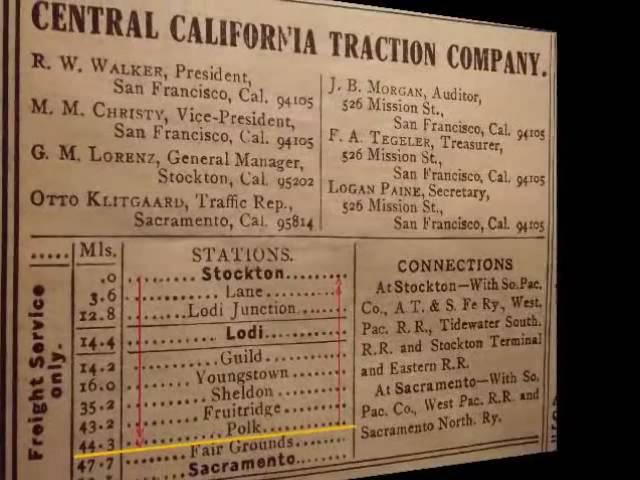 CENTRAL CALIFORNIA TRACTION COMPANY.
R. W. WALKER, President,
San Francisco, Cal. 94105
M. M. CHRISTY, Vice-President,
San Francisco, Cal. 94105
G. M. LORENZ, General Manager,
Stockton, Cal. 95202
OTTO KLITGAARD, Traffic Rep.,
Sacramento, Cal. 95814
J. B. MORGAN, Auditor,
526 Mission St.,
San Francisco, Cal. 94105
F. A. TEGELER, Treasurer,
526 Mission St.,
San Francisco, Cal. 94105
LOGAN PAINE, Secretary,
526 Mission St.,
San Francisco, Cal. 94105
Freight Service
only.
Mls. STATIONS.
.0 Stockton
3.6 Lane
12.8 Lodi Junction
14.4 Lodi
14.2 Guild
16.0 Youngstown
35.2 Sheldon
43.2 Fruitridge
44.3 Polk
47.7 Fair Grounds
Sacramento
CONNECTIONS
At Stockton—With So. Pac.
Co., A. T. & S. Fe Ry., West.
Pac. R. R., Tidewater South.
R.R. and Stockton Terminal
and Eastern R.R.
At Sacramento—With So.
Pac. Co., West Pac. R.R. and
Sacramento North. Ry.